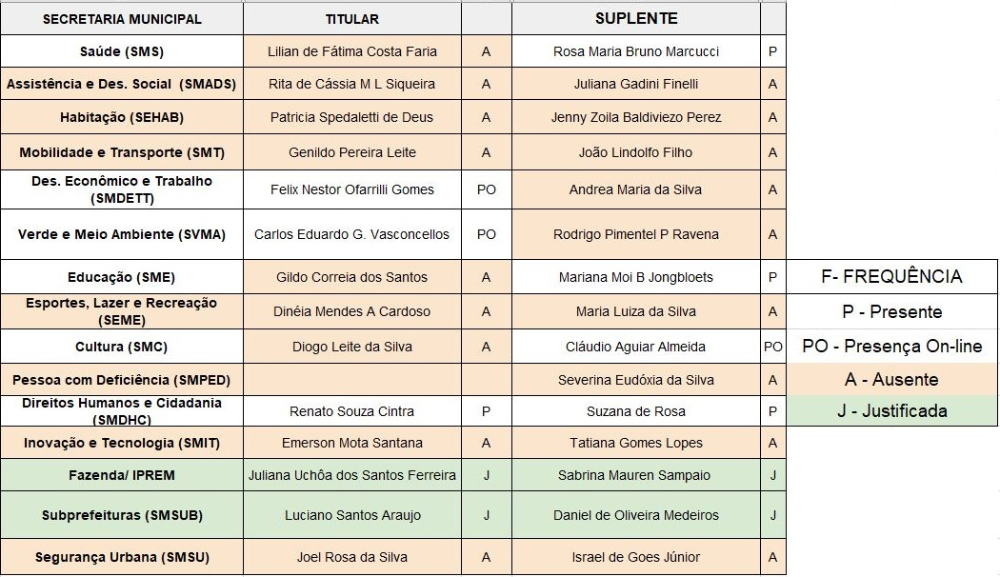 SECRETARIA MUNICIPAL TITULAR SUPLENTE
Saúde (SMS) Lilian de Fátima Costa Faria A Rosa Maria Bruno Marcucci P
Assistência e Des. Social (SMADS) Rita de Cássia M L Siqueira A Juliana Gadini Finelli A
Habitação (SEHAB) Patricia Spedaletti de Deus A Jenny Zoila Baldiviezo Perez A
Mobilidade e Transporte (SMT) Genildo Pereira Leite A João Lindolfo Filho A
Des. Econômico e Trabalho
(SMDETT) Felix Nestor Ofarrilli Gomes PO Andrea Maria da Silva A
Verde e Meio Ambiente (SVMA) Carlos Eduardo G. Vasconcellos PO Rodrigo Pimentel P Ravena A
Educação (SME) Gildo Correia dos Santos A Mariana Moi B Jongbloets P F- FREQUÊNCIA
Esportes, Lazer e Recreação
(SEME) Dinéia Mendes A Cardoso A Maria Luiza da Silva A P - Presente
Cultura (SMC) Diogo Leite da Silva A Cláudio Aguiar Almeida PO PO - Presença On-line
Pessoa com Deficiência (SMPED) Severina Eudóxia da Silva A A - Ausente
Direitos Humanos e Cidadania
(SMDHC) Renato Souza Cintra P Suzana de Rosa P J - Justificada
Inovação e Tecnologia (SMIT) Emerson Mota Santana A Tatiana Gomes Lopes A
Fazenda/ IPREM Juliana Uchôa dos Santos Ferreira J Sabrina Mauren Sampaio J
Subprefeituras (SMSUB) Luciano Santos Araujo J Daniel de Oliveira Medeiros J
Segurança Urbana (SMSU) Joel Rosa da Silva A Israel de Goes Júnior A